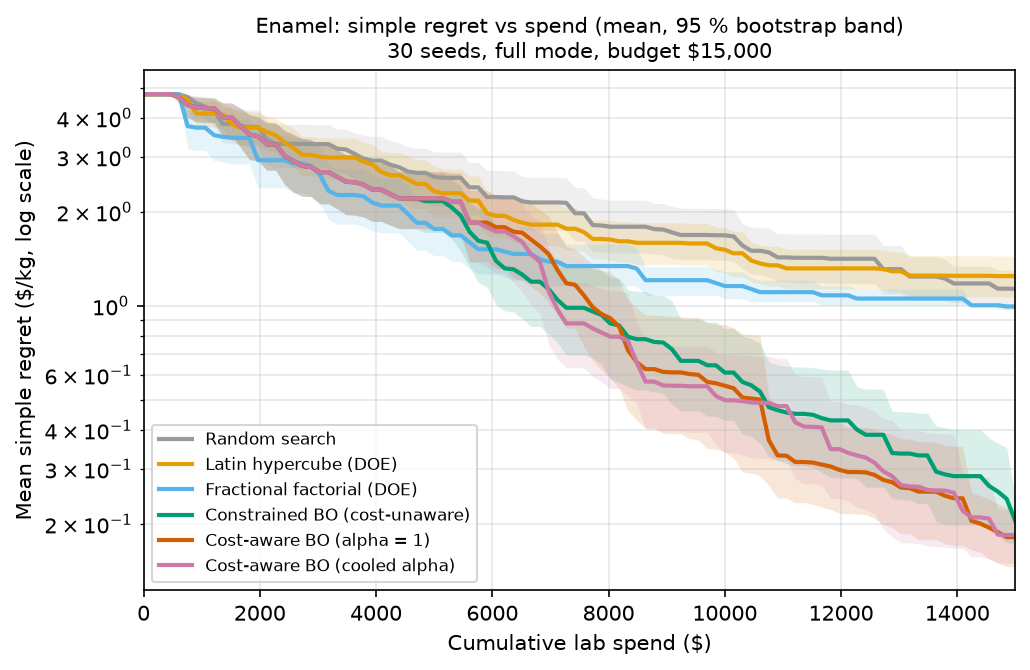 Enamel: simple regret vs spend (mean, 95 % bootstrap band)
30 seeds, full mode, budget $15,000
Mean simple regret ($/kg, log scale)
4 × 10⁰
3 × 10⁰
2 × 10⁰
10⁰
6 × 10⁻¹
4 × 10⁻¹
3 × 10⁻¹
2 × 10⁻¹
Random search
Latin hypercube (DOE)
Fractional factorial (DOE)
Constrained BO (cost-unaware)
Cost-aware BO (alpha = 1)
Cost-aware BO (cooled alpha)
0 2000 4000 6000 8000 10000 12000 14000
Cumulative lab spend ($)